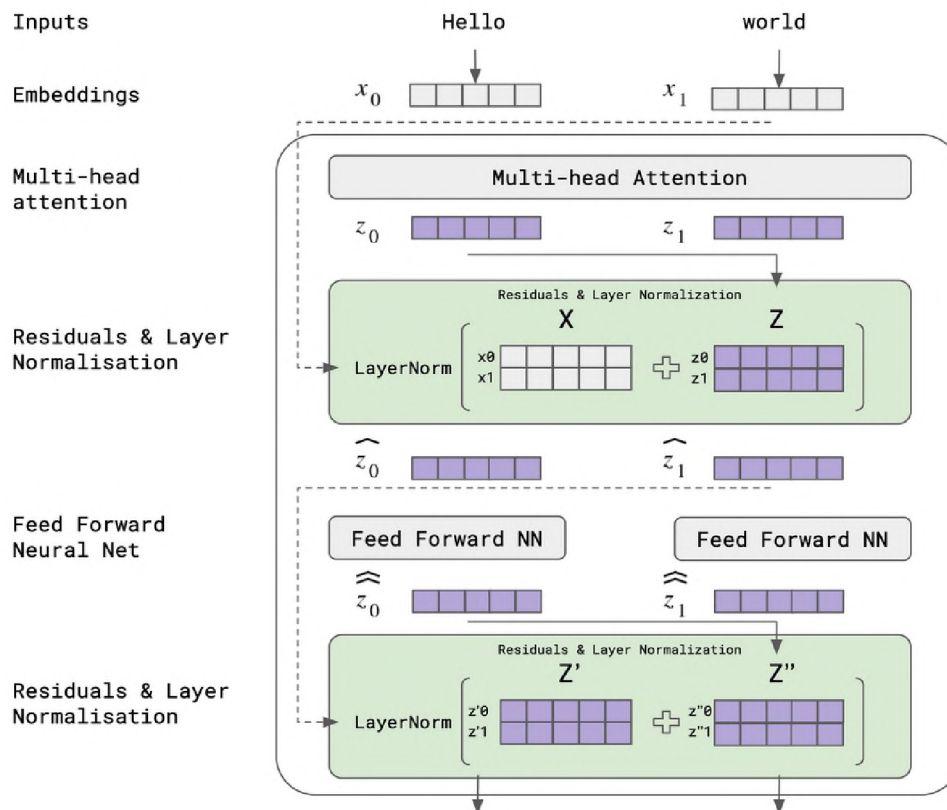 Inputs Hello world
Embeddings x0 x1
Multi-head
attention
Multi-head Attention
z0 z1
Residuals & Layer
Normalisation
Residuals & Layer Normalization
X Z
LayerNorm
x0
x1
z0
z1
ẑ0 ẑ1
Feed Forward
Neural Net
Feed Forward NN Feed Forward NN
z0 z1
Residuals & Layer
Normalisation
Residuals & Layer Normalization
Z' Z"
LayerNorm
z'0
z'1
z"0
z"1